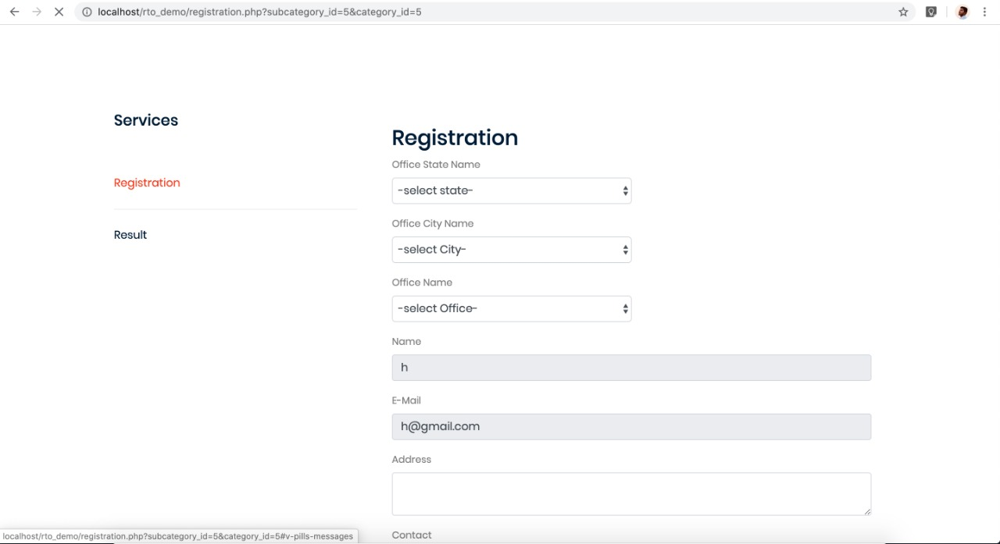 localhost/rto_demo/registration.php?subcategory_id=5&category_id=5
Services
Registration
Result
Registration
Office State Name
-select state-
Office City Name
-select City-
Office Name
-select Office-
Name
h
E-Mail
h@gmail.com
Address
Contact
localhost/rto_demo/registration.php?subcategory_id=5&category_id=5#v-pills-messages